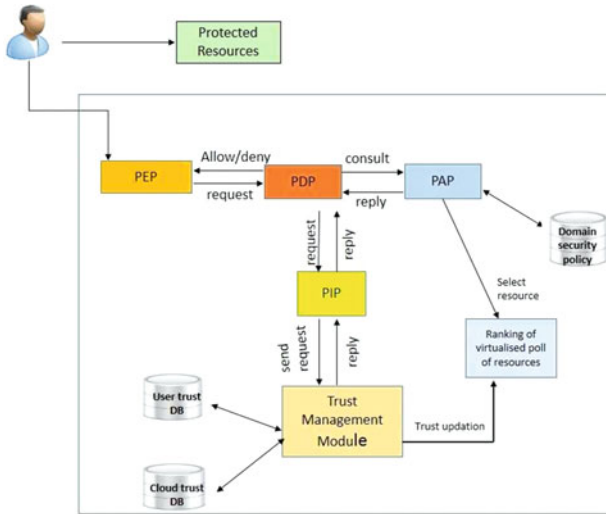 Protected
Resources
Allow/deny
consult
PEP
PDP
PAP
request
reply
Domain
security
policy
request
reply
Select
resource
PIP
Ranking of
virtualised poll
of resources
send
request
reply
User trust
DB
Trust
Management
Module
Trust updation
Cloud trust
DB